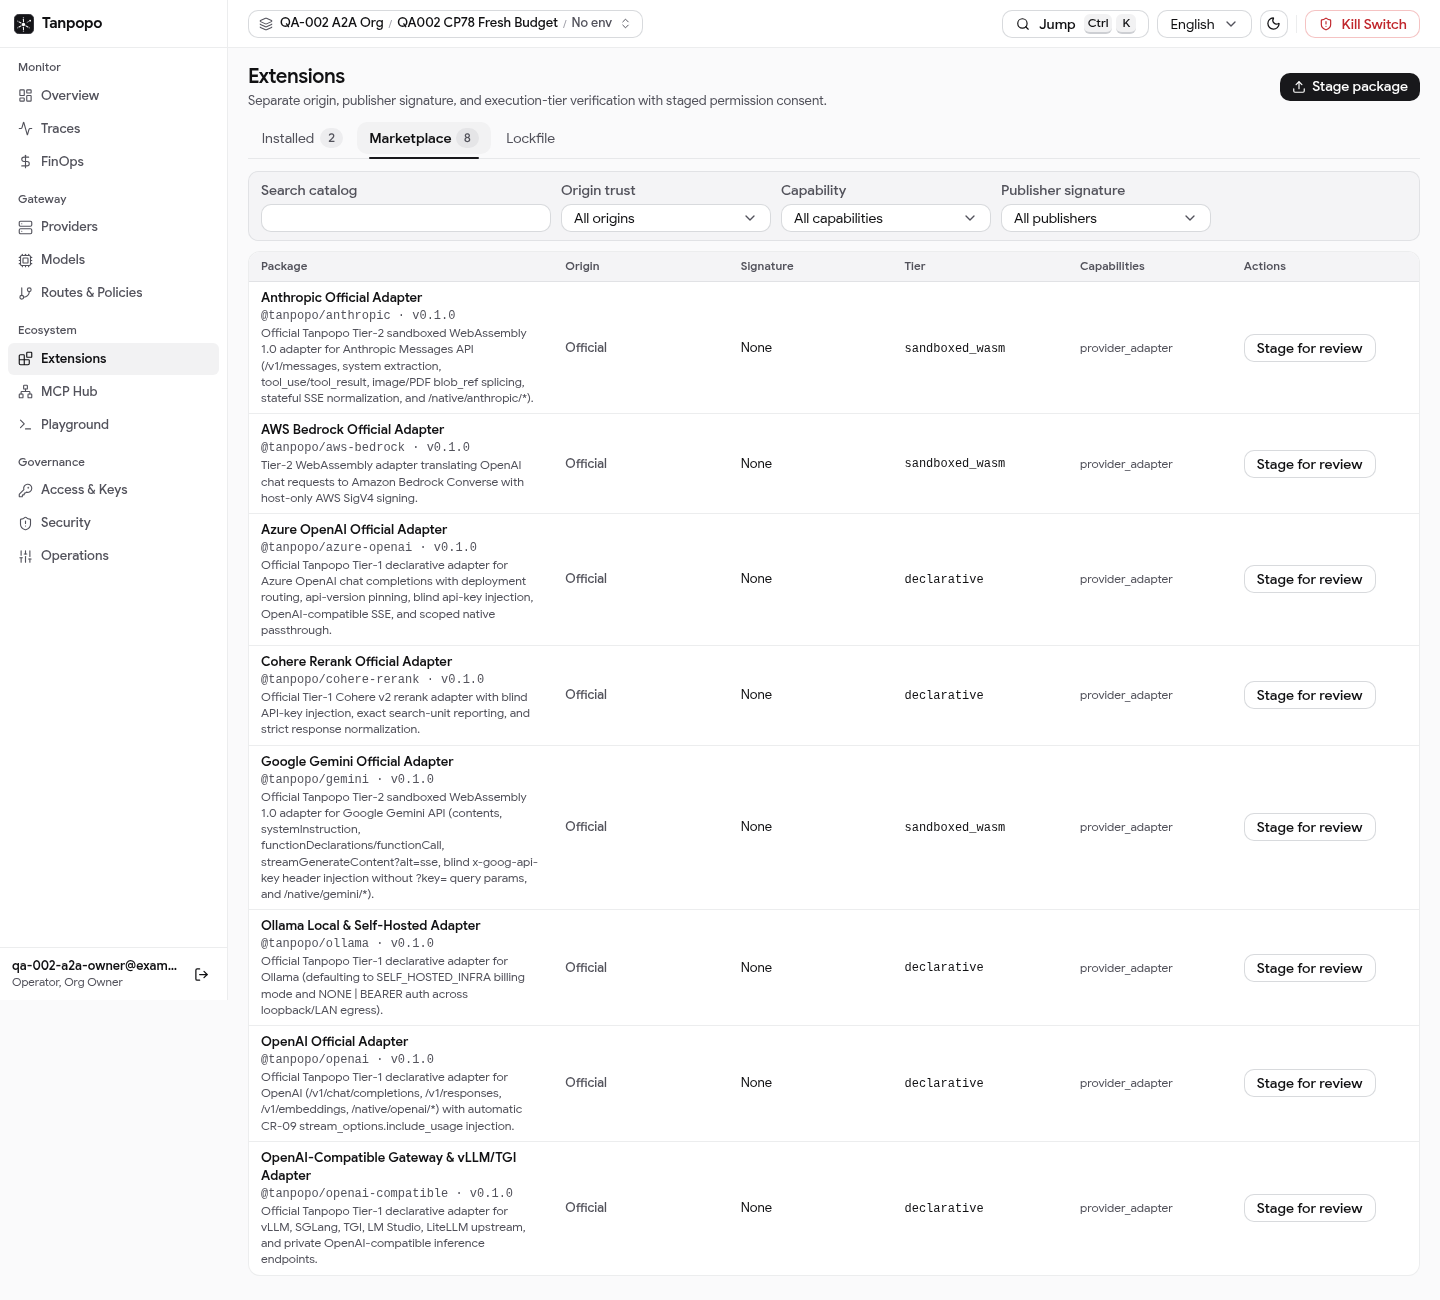 Tanpopo
QA-002 A2A Org / QA002 CP78 Fresh Budget / No env
Jump Ctrl K
English
Kill Switch
Monitor
Overview
Traces
FinOps
Gateway
Providers
Models
Routes & Policies
Ecosystem
Extensions
MCP Hub
Playground
Governance
Access & Keys
Security
Operations
qa-002-a2a-owner@exam...
Operator, Org Owner
Extensions
Separate origin, publisher signature, and execution-tier verification with staged permission consent.
Stage package
Installed 2
Marketplace 8
Lockfile
Search catalog
Origin trust
All origins
Capability
All capabilities
Publisher signature
All publishers
Package Origin Signature Tier Capabilities Actions
Anthropic Official Adapter
@tanpopo/anthropic · v0.1.0
Official Tanpopo Tier-2 sandboxed WebAssembly
1.0 adapter for Anthropic Messages API
(/v1/messages, system extraction,
tool_use/tool_result, image/PDF blob_ref splicing,
stateful SSE normalization, and /native/anthropic/*).
Official None sandboxed_wasm provider_adapter Stage for review
AWS Bedrock Official Adapter
@tanpopo/aws-bedrock · v0.1.0
Tier-2 WebAssembly adapter translating OpenAI
chat requests to Amazon Bedrock Converse with
host-only AWS SigV4 signing.
Official None sandboxed_wasm provider_adapter Stage for review
Azure OpenAI Official Adapter
@tanpopo/azure-openai · v0.1.0
Official Tanpopo Tier-1 declarative adapter for
Azure OpenAI chat completions with deployment
routing, api-version pinning, blind api-key injection,
OpenAI-compatible SSE, and scoped native
passthrough.
Official None declarative provider_adapter Stage for review
Cohere Rerank Official Adapter
@tanpopo/cohere-rerank · v0.1.0
Official Tier-1 Cohere v2 rerank adapter with blind
API-key injection, exact search-unit reporting, and
strict response normalization.
Official None declarative provider_adapter Stage for review
Google Gemini Official Adapter
@tanpopo/gemini · v0.1.0
Official Tanpopo Tier-2 sandboxed WebAssembly
1.0 adapter for Google Gemini API (contents,
systemInstruction,
functionDeclarations/functionCall,
streamGenerateContent?alt=sse, blind x-goog-api-
key header injection without ?key= query params,
and /native/gemini/*).
Official None sandboxed_wasm provider_adapter Stage for review
Ollama Local & Self-Hosted Adapter
@tanpopo/ollama · v0.1.0
Official Tanpopo Tier-1 declarative adapter for
Ollama (defaulting to SELF_HOSTED_INFRA billing
mode and NONE | BEARER auth across
loopback/LAN egress).
Official None declarative provider_adapter Stage for review
OpenAI Official Adapter
@tanpopo/openai · v0.1.0
Official Tanpopo Tier-1 declarative adapter for
OpenAI (/v1/chat/completions, /v1/responses,
/v1/embeddings, /native/openai/*) with automatic
CR-09 stream_options.include_usage injection.
Official None declarative provider_adapter Stage for review
OpenAI-Compatible Gateway & vLLM/TGI
Adapter
@tanpopo/openai-compatible · v0.1.0
Official Tanpopo Tier-1 declarative adapter for
vLLM, SGLang, TGI, LM Studio, LiteLLM upstream,
and private OpenAI-compatible inference
endpoints.
Official None declarative provider_adapter Stage for review